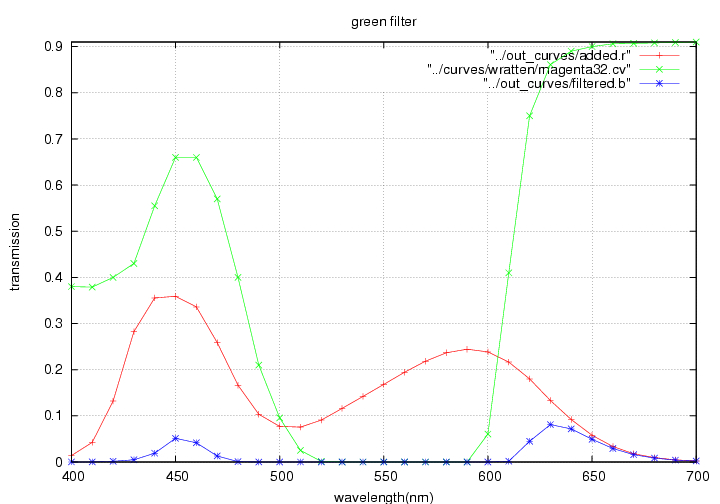 green filter
0.9
0.8
0.7
0.6
0.5
0.4
0.3
0.2
0.1
0
transmission
"../out_curves/added.r"
"../curves/wratten/magenta32.cv"
"../out_curves/filtered.b"
400 450 500 550 600 650 700
wavelength(nm)